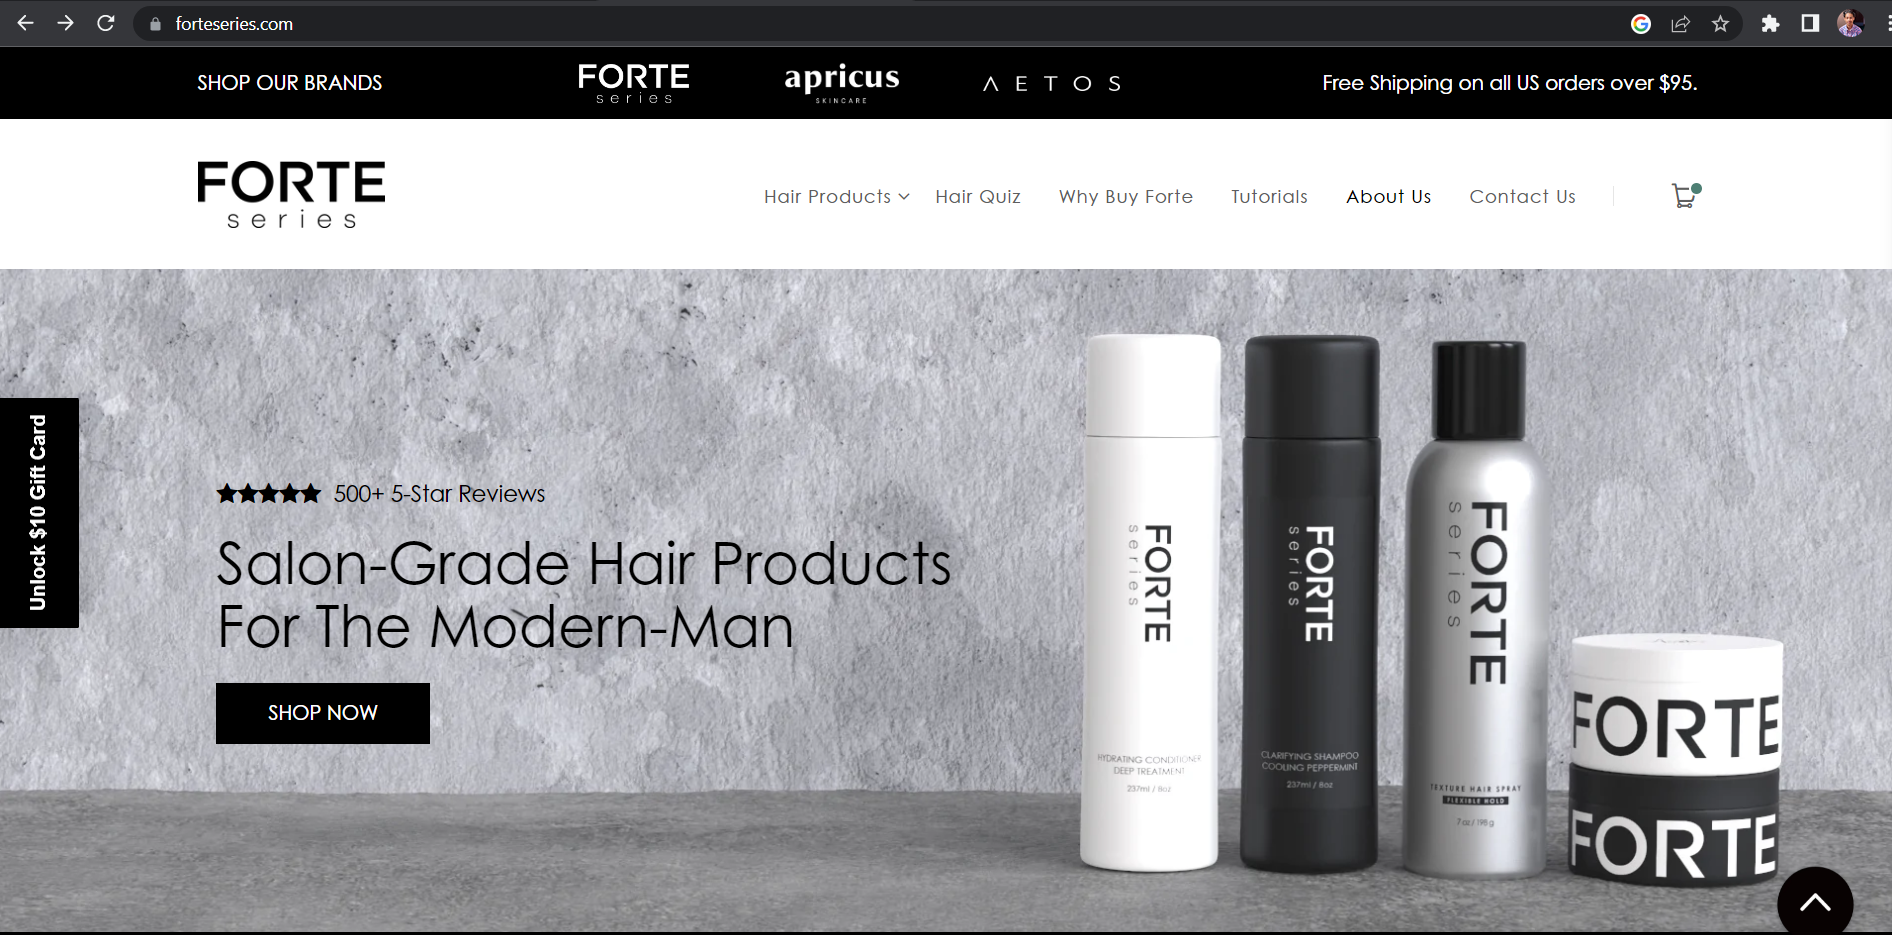 forteseries.com
SHOP OUR BRANDS
FORTE
series
apricus
SKINCARE
AETOS
Free Shipping on all US orders over $95.
FORTE
series
Hair Products
Hair Quiz
Why Buy Forte
Tutorials
About Us
Contact Us
Unlock $10 Gift Card
500+ 5-Star Reviews
Salon-Grade Hair Products
For The Modern-Man
SHOP NOW
FORTE
series
HYDRATING CONDITIONER
DEEP TREATMENT
237ml / 8oz
FORTE
series
CLARIFYING SHAMPOO
COOLING PEPPERMINT
237ml / 8oz
FORTE
series
TEXTURE HAIR SPRAY
FLEXIBLE HOLD
7 oz / 195 g
FORTE
FORTE